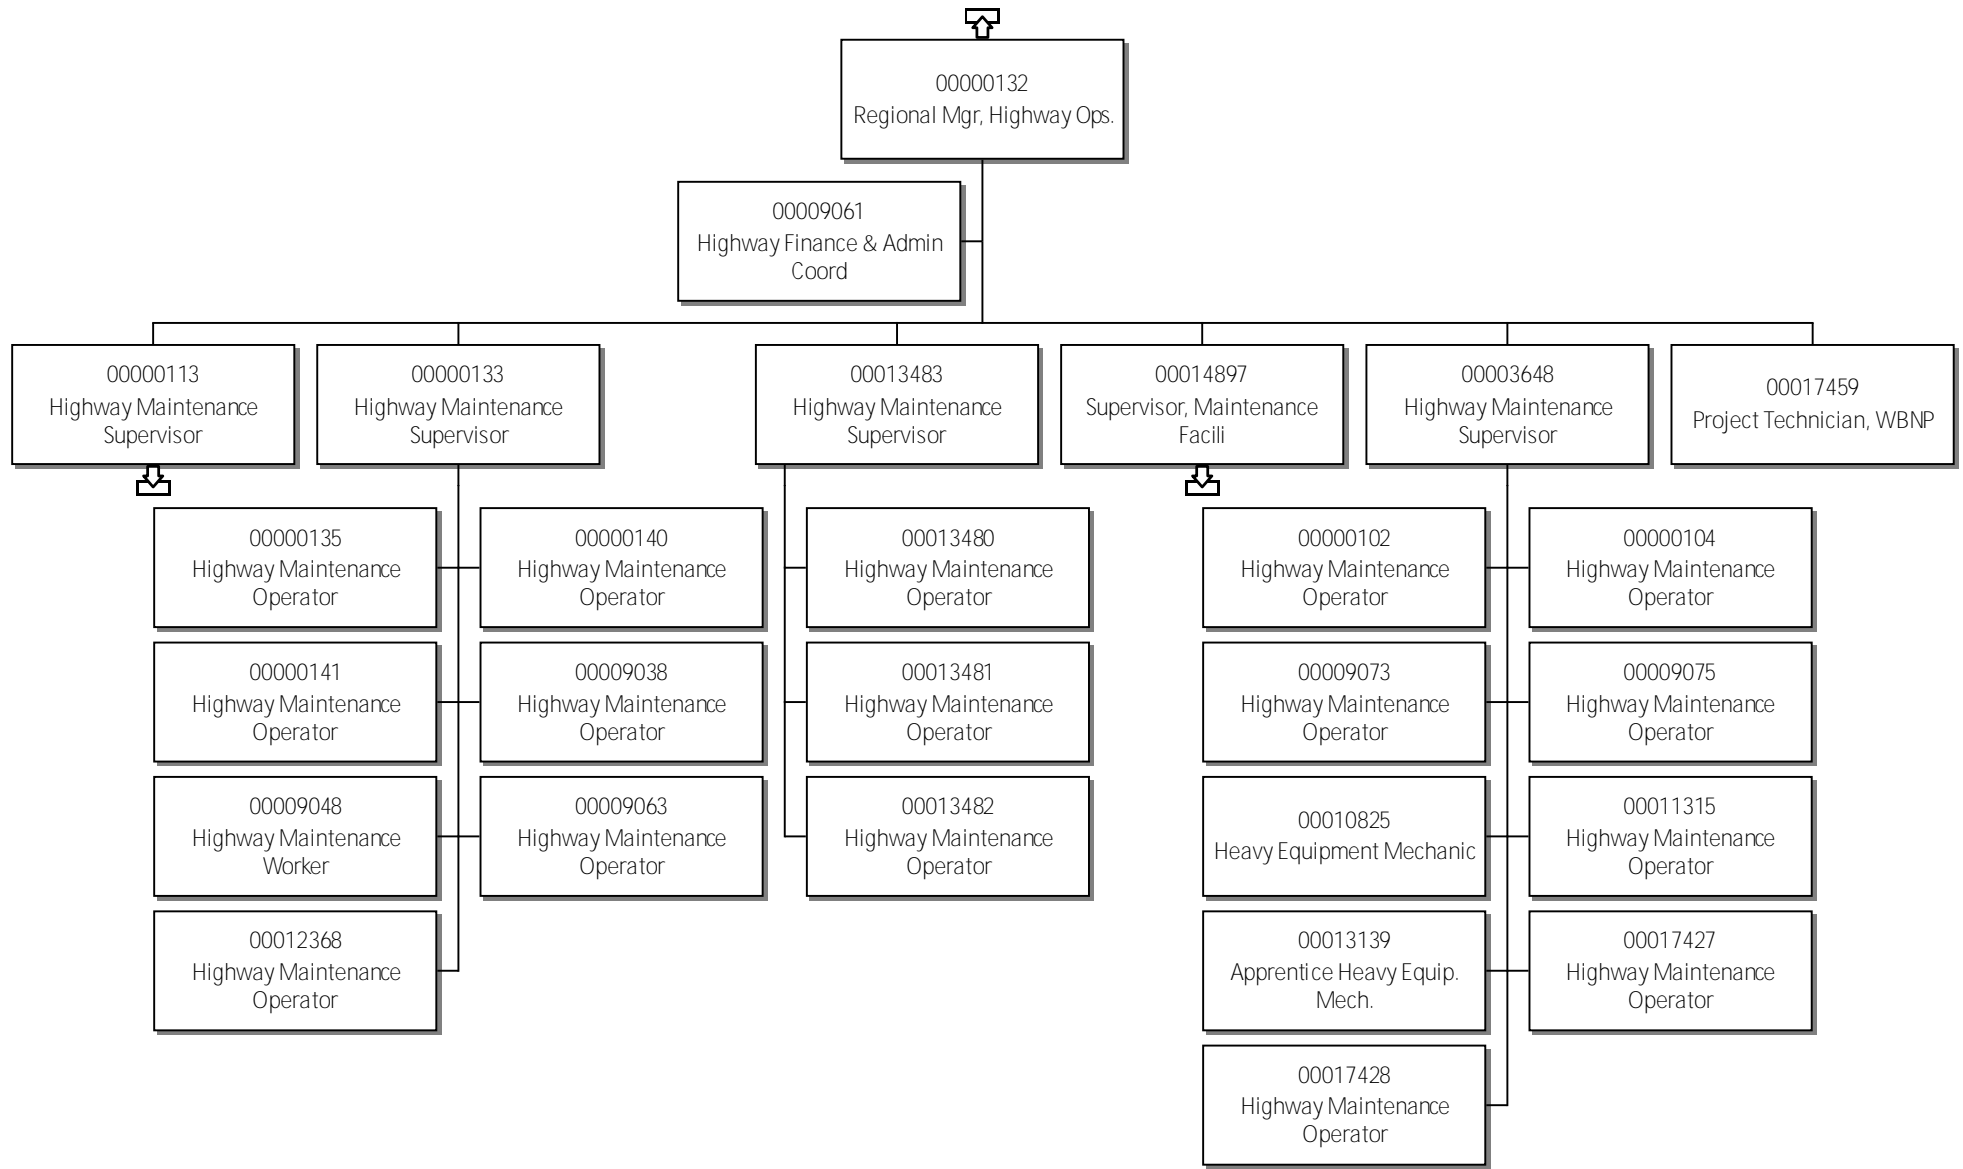 00000132
Regional Mgr, Highway Ops.
00009061
Highway Finance & Admin
Coord
00000113
Highway Maintenance
Supervisor
00000133
Highway Maintenance
Supervisor
00013483
Highway Maintenance
Supervisor
00014897
Supervisor, Maintenance
Facili
00003648
Highway Maintenance
Supervisor
00017459
Project Technician, WBNP
00000135
Highway Maintenance
Operator
00000140
Highway Maintenance
Operator
00013480
Highway Maintenance
Operator
00000102
Highway Maintenance
Operator
00000104
Highway Maintenance
Operator
00000141
Highway Maintenance
Operator
00009038
Highway Maintenance
Operator
00013481
Highway Maintenance
Operator
00009073
Highway Maintenance
Operator
00009075
Highway Maintenance
Operator
00009048
Highway Maintenance
Worker
00009063
Highway Maintenance
Operator
00013482
Highway Maintenance
Operator
00010825
Heavy Equipment Mechanic
00011315
Highway Maintenance
Operator
00012368
Highway Maintenance
Operator
00013139
Apprentice Heavy Equip.
Mech.
00017427
Highway Maintenance
Operator
00017428
Highway Maintenance
Operator